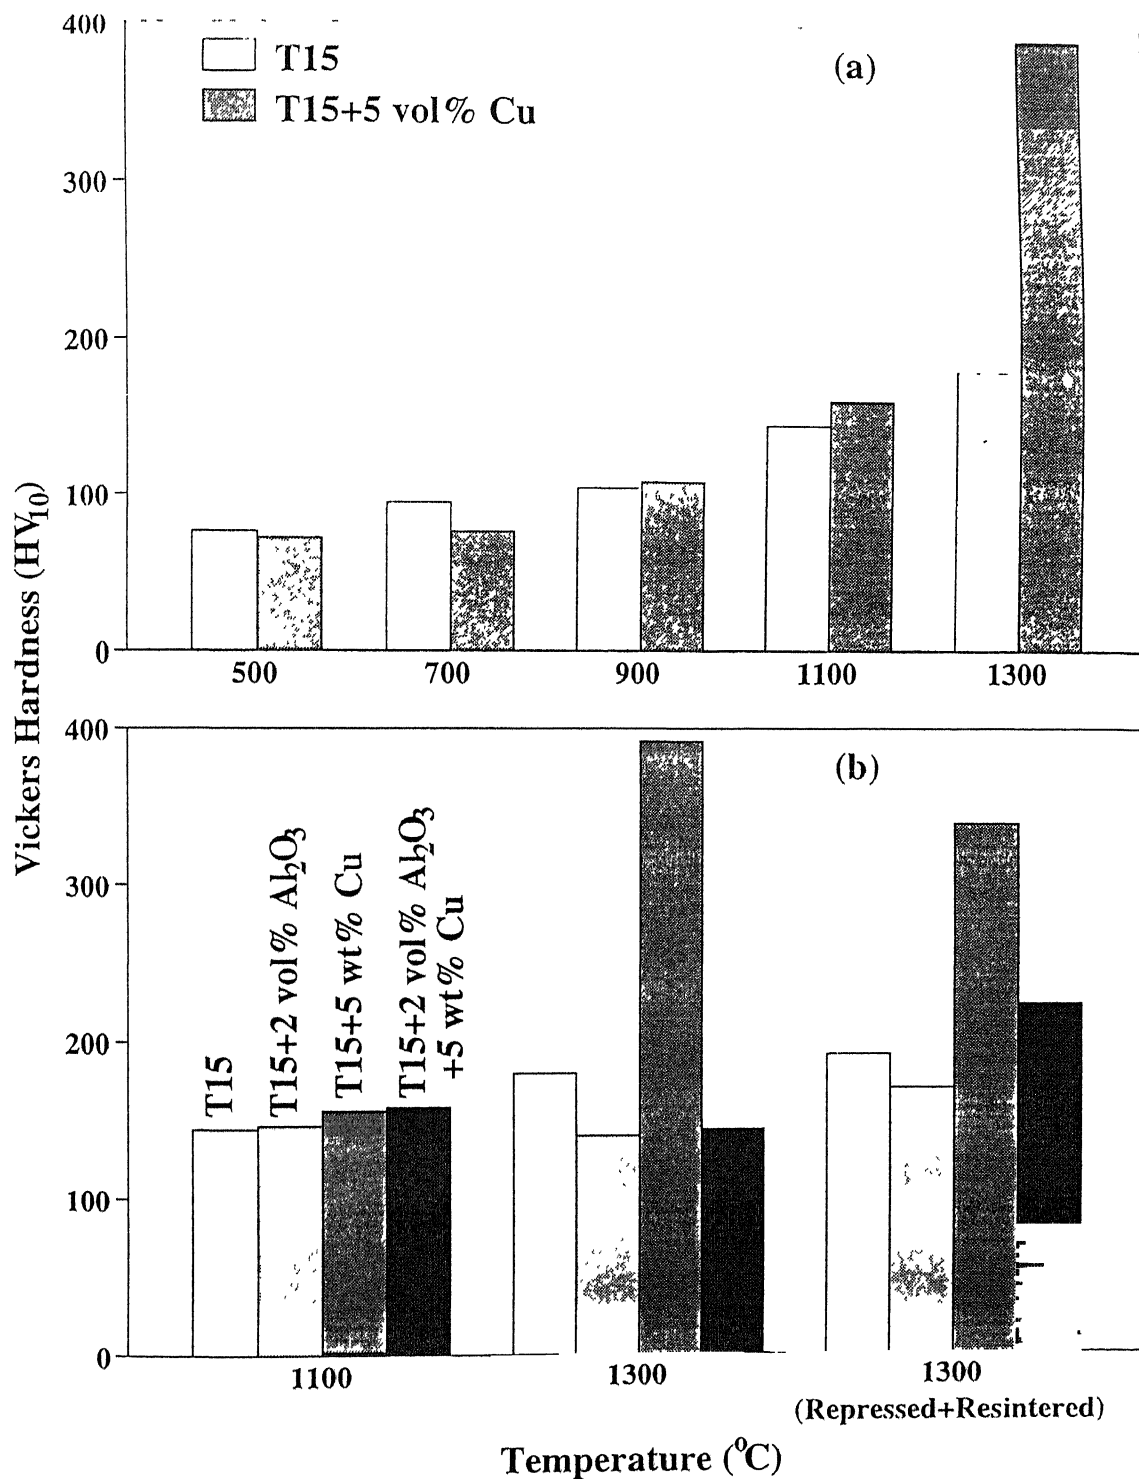 400
T15
(a)
T15+5 vol% Cu
300
200
100
0
500 700 900 1100 1300
Vickers Hardness (HV10)
400
(b)
300
200
100
0
T15
T15+2 vol% Al2O3
T15+5 wt% Cu
T15+2 vol% Al2O3
+5 wt% Cu
1100 1300 1300
(Repressed+Resintered)
Temperature (°C)